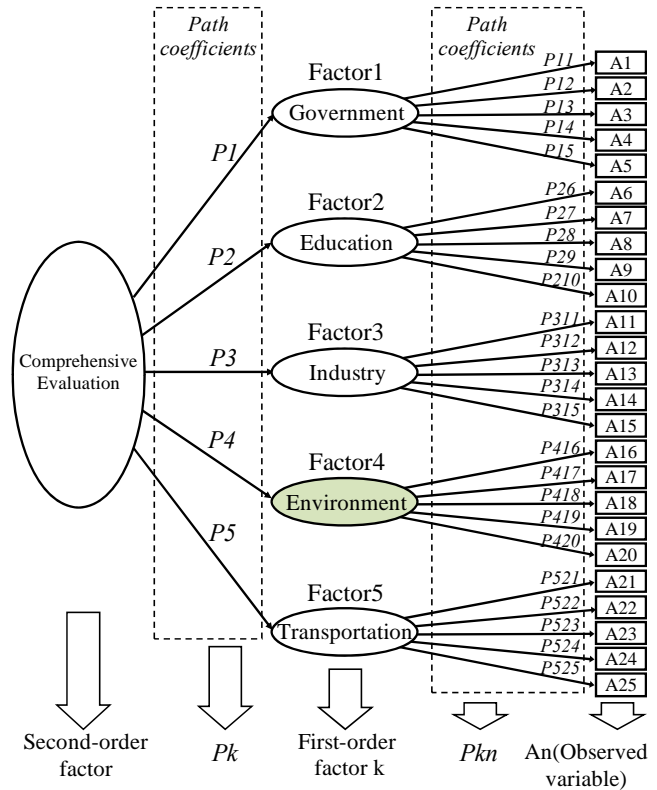 Path
coefficients
Path
coefficients
Factor1
Government
P1
P11
P12
P13
P14
P15
A1
A2
A3
A4
A5
Factor2
Education
P2
P26
P27
P28
P29
P210
A6
A7
A8
A9
A10
Comprehensive
Evaluation
Factor3
Industry
P3
P311
P312
P313
P314
P315
A11
A12
A13
A14
A15
Factor4
Environment
P4
P416
P417
P418
P419
P420
A16
A17
A18
A19
A20
Factor5
Transportation
P5
P521
P522
P523
P524
P525
A21
A22
A23
A24
A25
Second-order
factor
Pk
First-order
factor k
Pkn
An(Observed
variable)